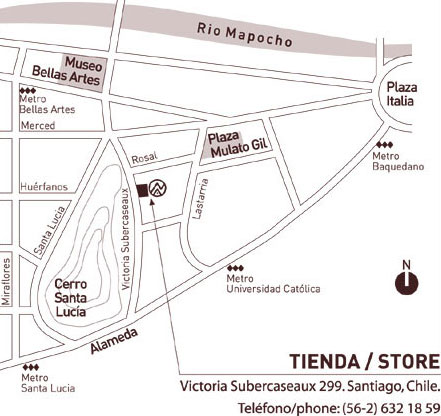 Rio Mapocho
Museo
Bellas Artes
Plaza
Italia
Metro
Bellas Artes
Merced
Plaza
Mulato Gil
Rosal
Metro
Baquedano
Huérfanos
Lastarria
Victoria Subercaseaux
Santa Lucía
Miraflores
Cerro
Santa
Lucía
N
Metro
Universidad Católica
Alameda
Metro
Santa Lucia
TIENDA / STORE
Victoria Subercaseaux 299. Santiago, Chile.
Teléfono/phone: (56-2) 632 18 59